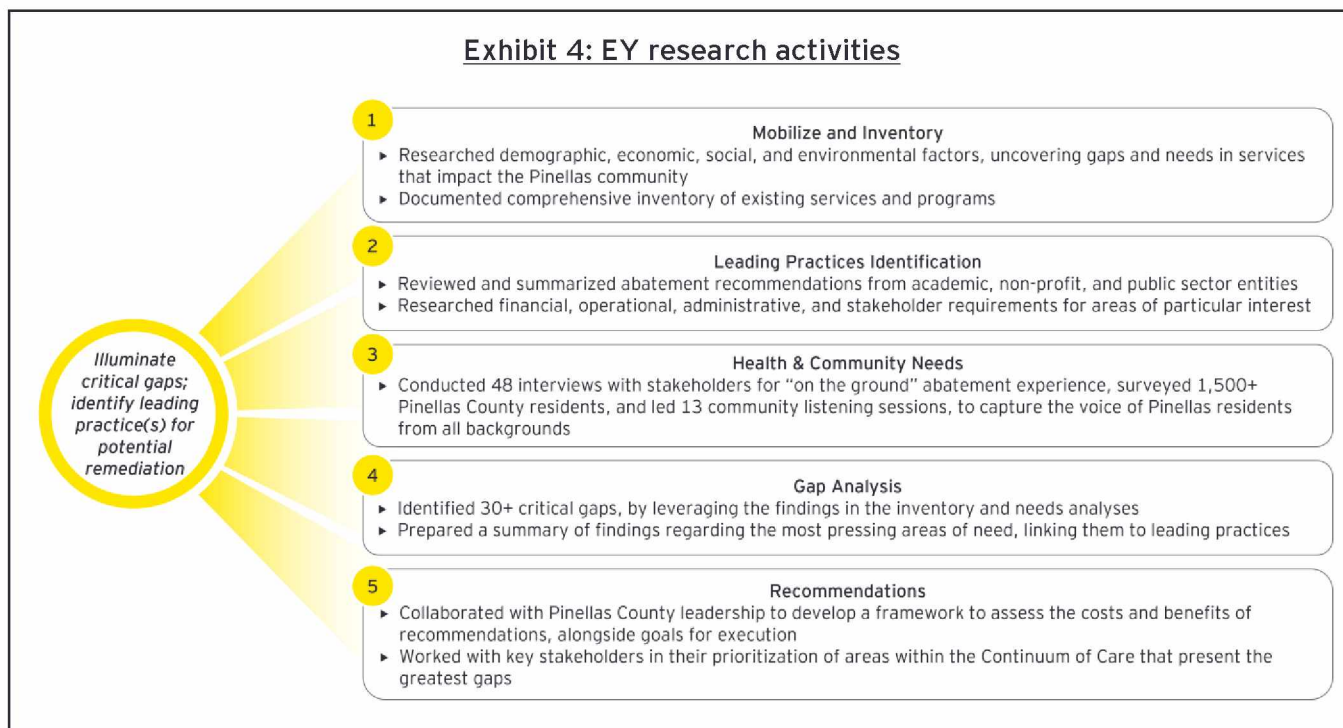 Exhibit 4: EY research activities
Illuminate
critical gaps;
identify leading
practice(s) for
potential
remediation
1
Mobilize and Inventory
► Researched demographic, economic, social, and environmental factors, uncovering gaps and needs in services
that impact the Pinellas community
► Documented comprehensive inventory of existing services and programs
2
Leading Practices Identification
► Reviewed and summarized abatement recommendations from academic, non-profit, and public sector entities
► Researched financial, operational, administrative, and stakeholder requirements for areas of particular interest
3
Health & Community Needs
► Conducted 48 interviews with stakeholders for “on the ground” abatement experience, surveyed 1,500+
Pinellas County residents, and led 13 community listening sessions, to capture the voice of Pinellas residents
from all backgrounds
4
Gap Analysis
► Identified 30+ critical gaps, by leveraging the findings in the inventory and needs analyses
► Prepared a summary of findings regarding the most pressing areas of need, linking them to leading practices
5
Recommendations
► Collaborated with Pinellas County leadership to develop a framework to assess the costs and benefits of
recommendations, alongside goals for execution
► Worked with key stakeholders in their prioritization of areas within the Continuum of Care that present the
greatest gaps